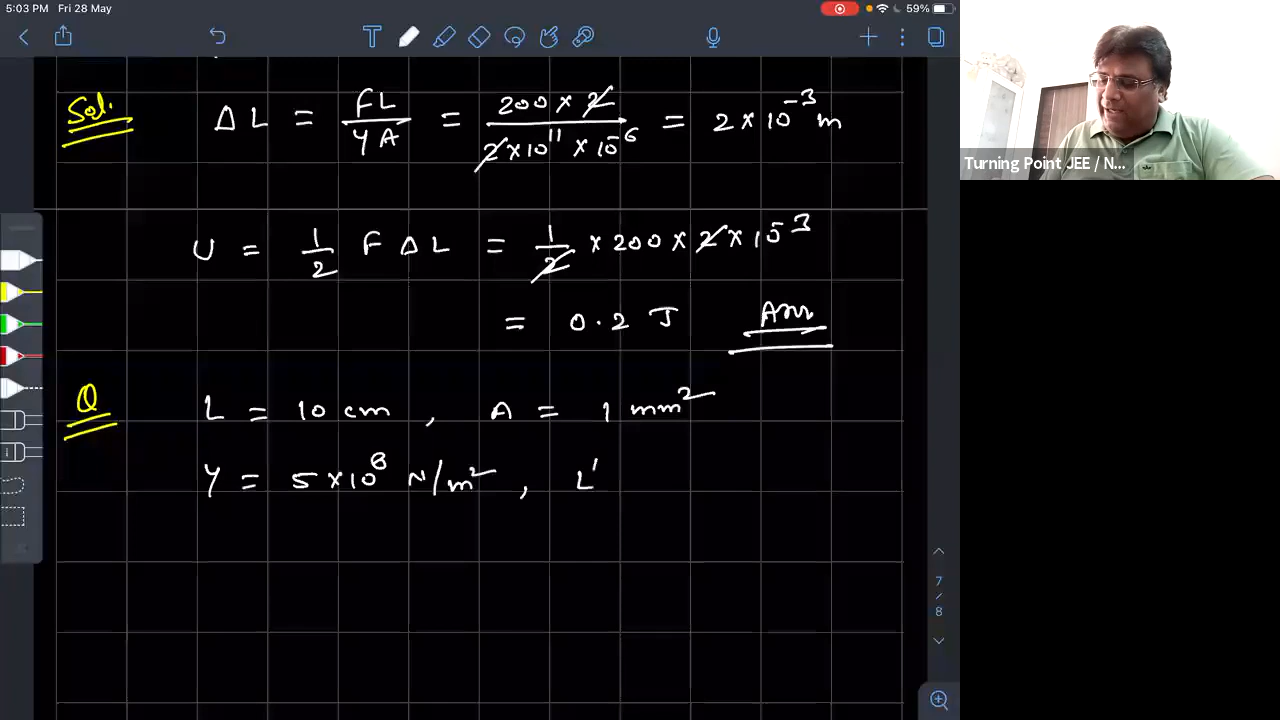 5:03 PM Fri 28 May 59%
Sol. Δ L = FL / YA = 200 × 2 / 2 × 10¹¹ × 10⁻⁶ = 2 × 10⁻³ m
Turning Point JEE / N...
U = 1/2 F Δ L = 1/2 × 200 × 2 × 10⁻³
= 0.2 J Ans
Q L = 10 cm , A = 1 mm²
Y = 5 × 10⁸ N/m² , L'
7
/
8